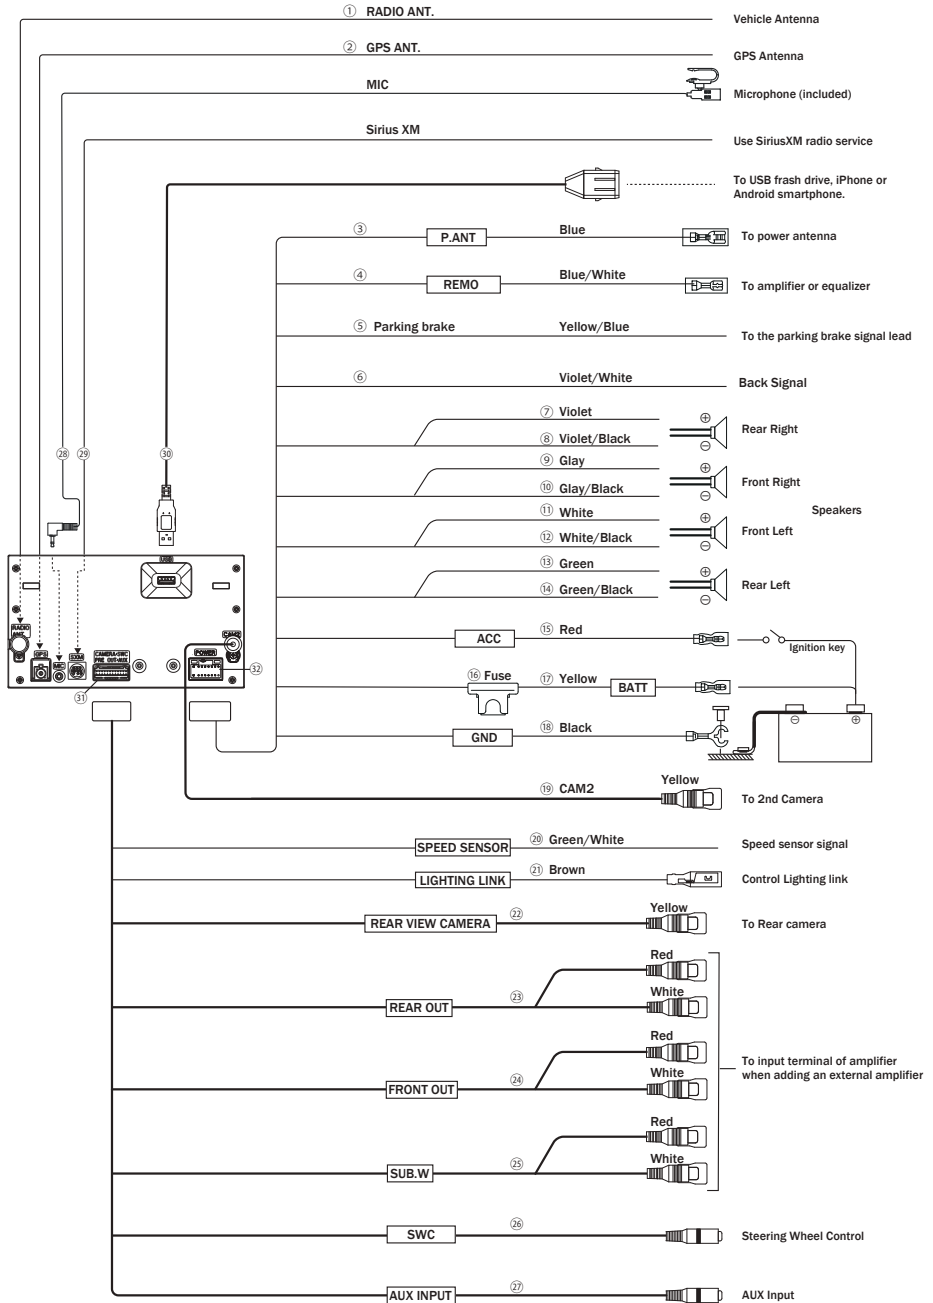 ① RADIO ANT. Vehicle Antenna
② GPS ANT. GPS Antenna
MIC Microphone (included)
Sirius XM Use SiriusXM radio service
To USB frash drive, iPhone or
Android smartphone.
③ P.ANT Blue To power antenna
④ REMO Blue/White To amplifier or equalizer
⑤ Parking brake Yellow/Blue To the parking brake signal lead
⑥ Violet/White Back Signal
⑦ Violet ⊕
⑧ Violet/Black ⊖ Rear Right
⑨ Glay ⊕
⑩ Glay/Black ⊖ Front Right
Speakers
⑪ White ⊕
⑫ White/Black ⊖ Front Left
⑬ Green ⊕
⑭ Green/Black ⊖ Rear Left
㉘ ㉙ ㉚
USB
RADIO
ANT.
GPS
MIC
SXM
CAMERA•SWC
PRE OUT•AUX
POWER
CAM2
㉛ ㉜
ACC ⑮ Red Ignition key
⑯ Fuse ⑰ Yellow BATT
GND ⑱ Black ⊖ ⊕
⑲ CAM2 Yellow To 2nd Camera
SPEED SENSOR ⑳ Green/White Speed sensor signal
LIGHTING LINK ㉑ Brown Control Lighting link
REAR VIEW CAMERA ㉒ Yellow To Rear camera
REAR OUT ㉓ Red
White
FRONT OUT ㉔ Red
White
To input terminal of amplifier
when adding an external amplifier
SUB.W ㉕ Red
White
SWC ㉖ Steering Wheel Control
AUX INPUT ㉗ AUX Input